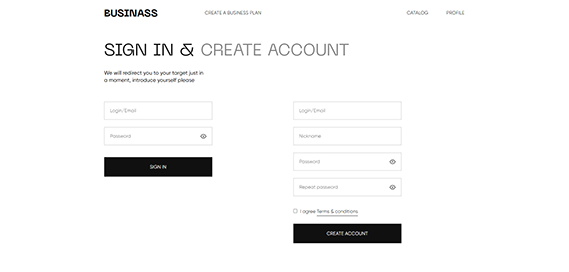 BUSINASS
CREATE A BUSINESS PLAN
CATALOG
PROFILE
SIGN IN & CREATE ACCOUNT
We will redirect you to your target just in
a moment, introduce yourself please
Login/Email
Password
SIGN IN
Login/Email
Nickname
Password
Repeat password
I agree Terms & conditions
CREATE ACCOUNT